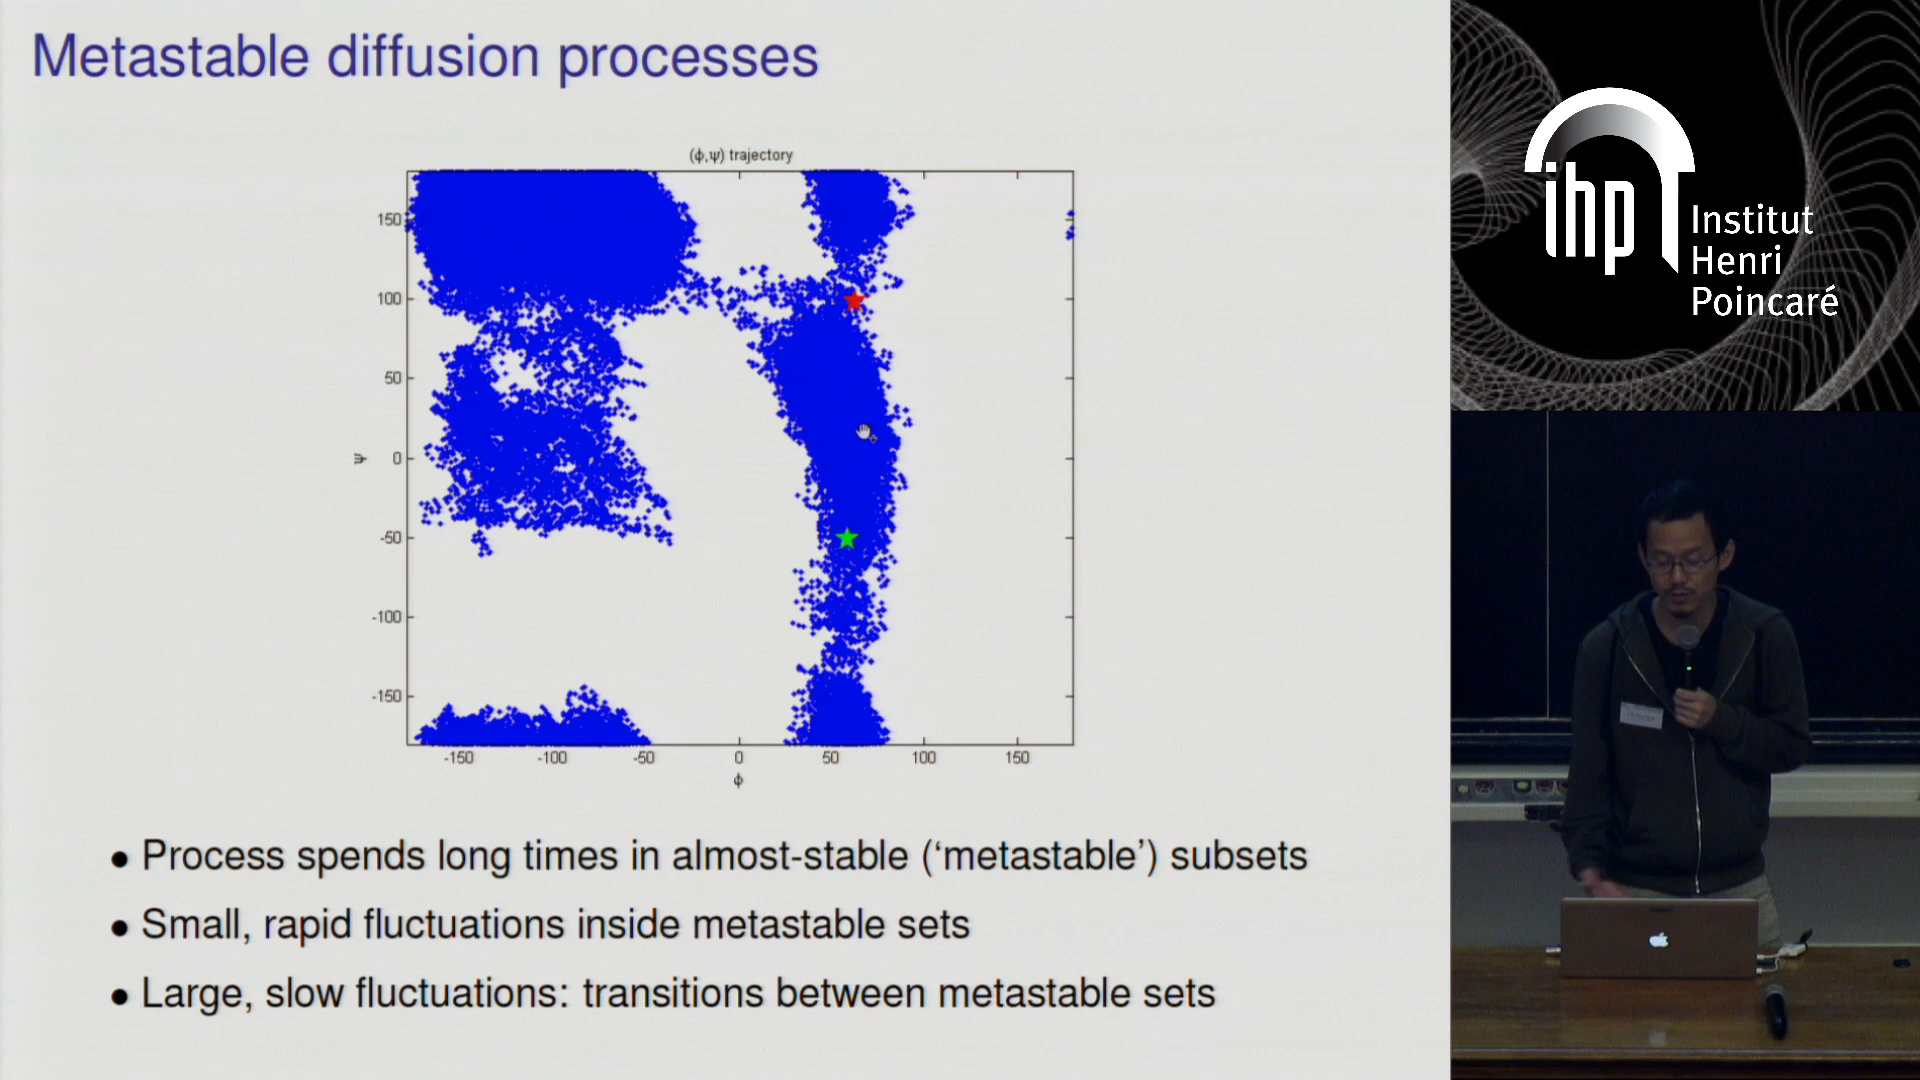 Metastable diffusion processes
(ϕ,ψ) trajectory
150
100
50
0
-50
-100
-150
ψ
-150 -100 -50 0 50 100 150
ϕ
• Process spends long times in almost-stable (‘metastable’) subsets
• Small, rapid fluctuations inside metastable sets
• Large, slow fluctuations: transitions between metastable sets
ihp
Institut
Henri
Poincaré